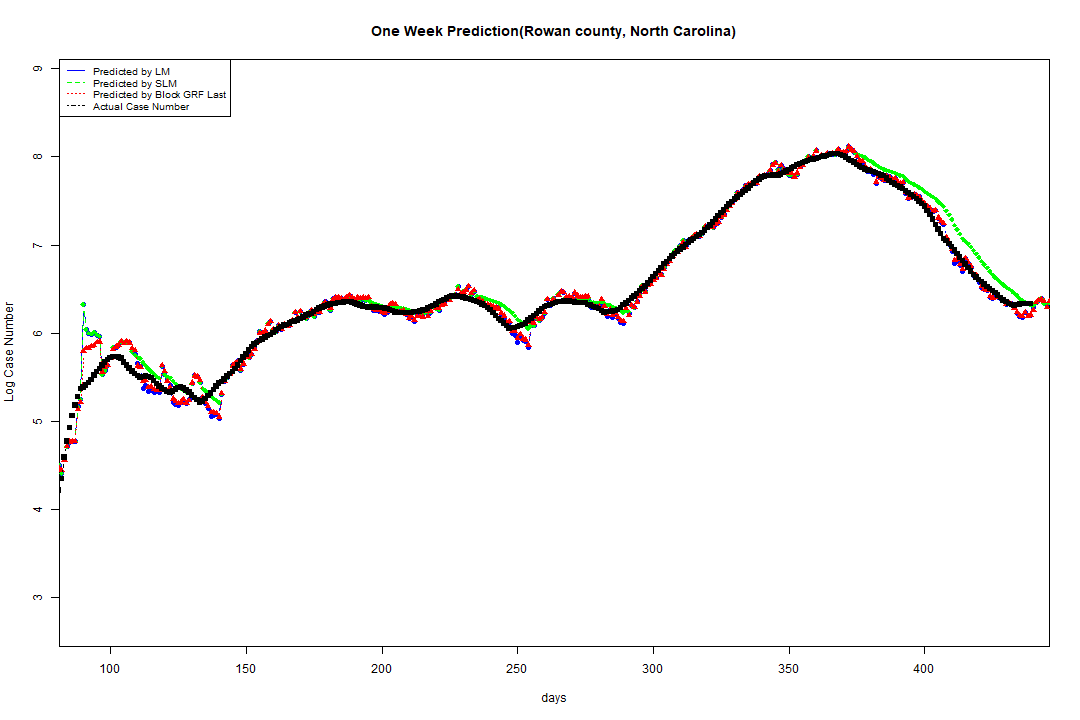 One Week Prediction(Rowan county, North Carolina)
Predicted by LM
Predicted by SLM
Predicted by Block GRF Last
Actual Case Number
9
8
7
6
5
4
3
Log Case Number
100 150 200 250 300 350 400
days